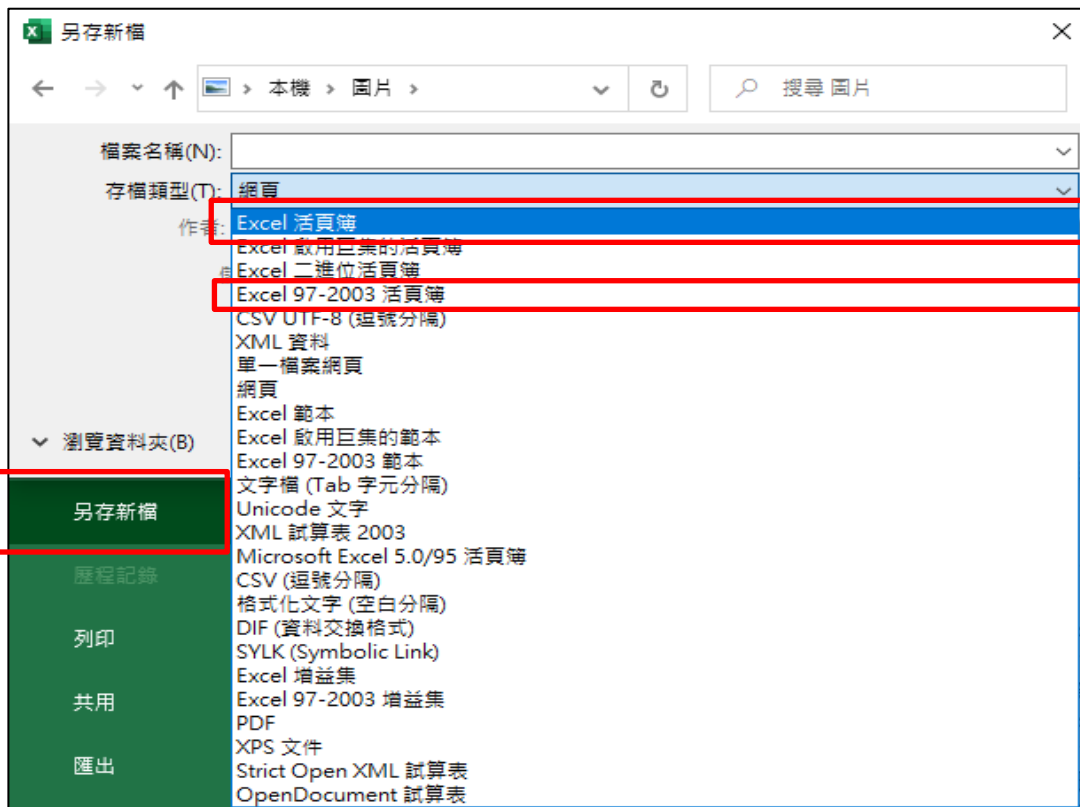 另存新檔
本機 › 圖片 ›
搜尋 圖片
檔案名稱(N):
存檔類型(T): 網頁
作者:
Excel 活頁簿
Excel 啟用巨集的活頁簿
Excel 二進位活頁簿
Excel 97-2003 活頁簿
CSV UTF-8 (逗號分隔)
XML 資料
單一檔案網頁
網頁
Excel 範本
Excel 啟用巨集的範本
Excel 97-2003 範本
文字檔 (Tab 字元分隔)
Unicode 文字
XML 試算表 2003
Microsoft Excel 5.0/95 活頁簿
CSV (逗號分隔)
格式化文字 (空白分隔)
DIF (資料交換格式)
SYLK (Symbolic Link)
Excel 增益集
Excel 97-2003 增益集
PDF
XPS 文件
Strict Open XML 試算表
OpenDocument 試算表
瀏覽資料夾(B)
另存新檔
歷程記錄
列印
共用
匯出